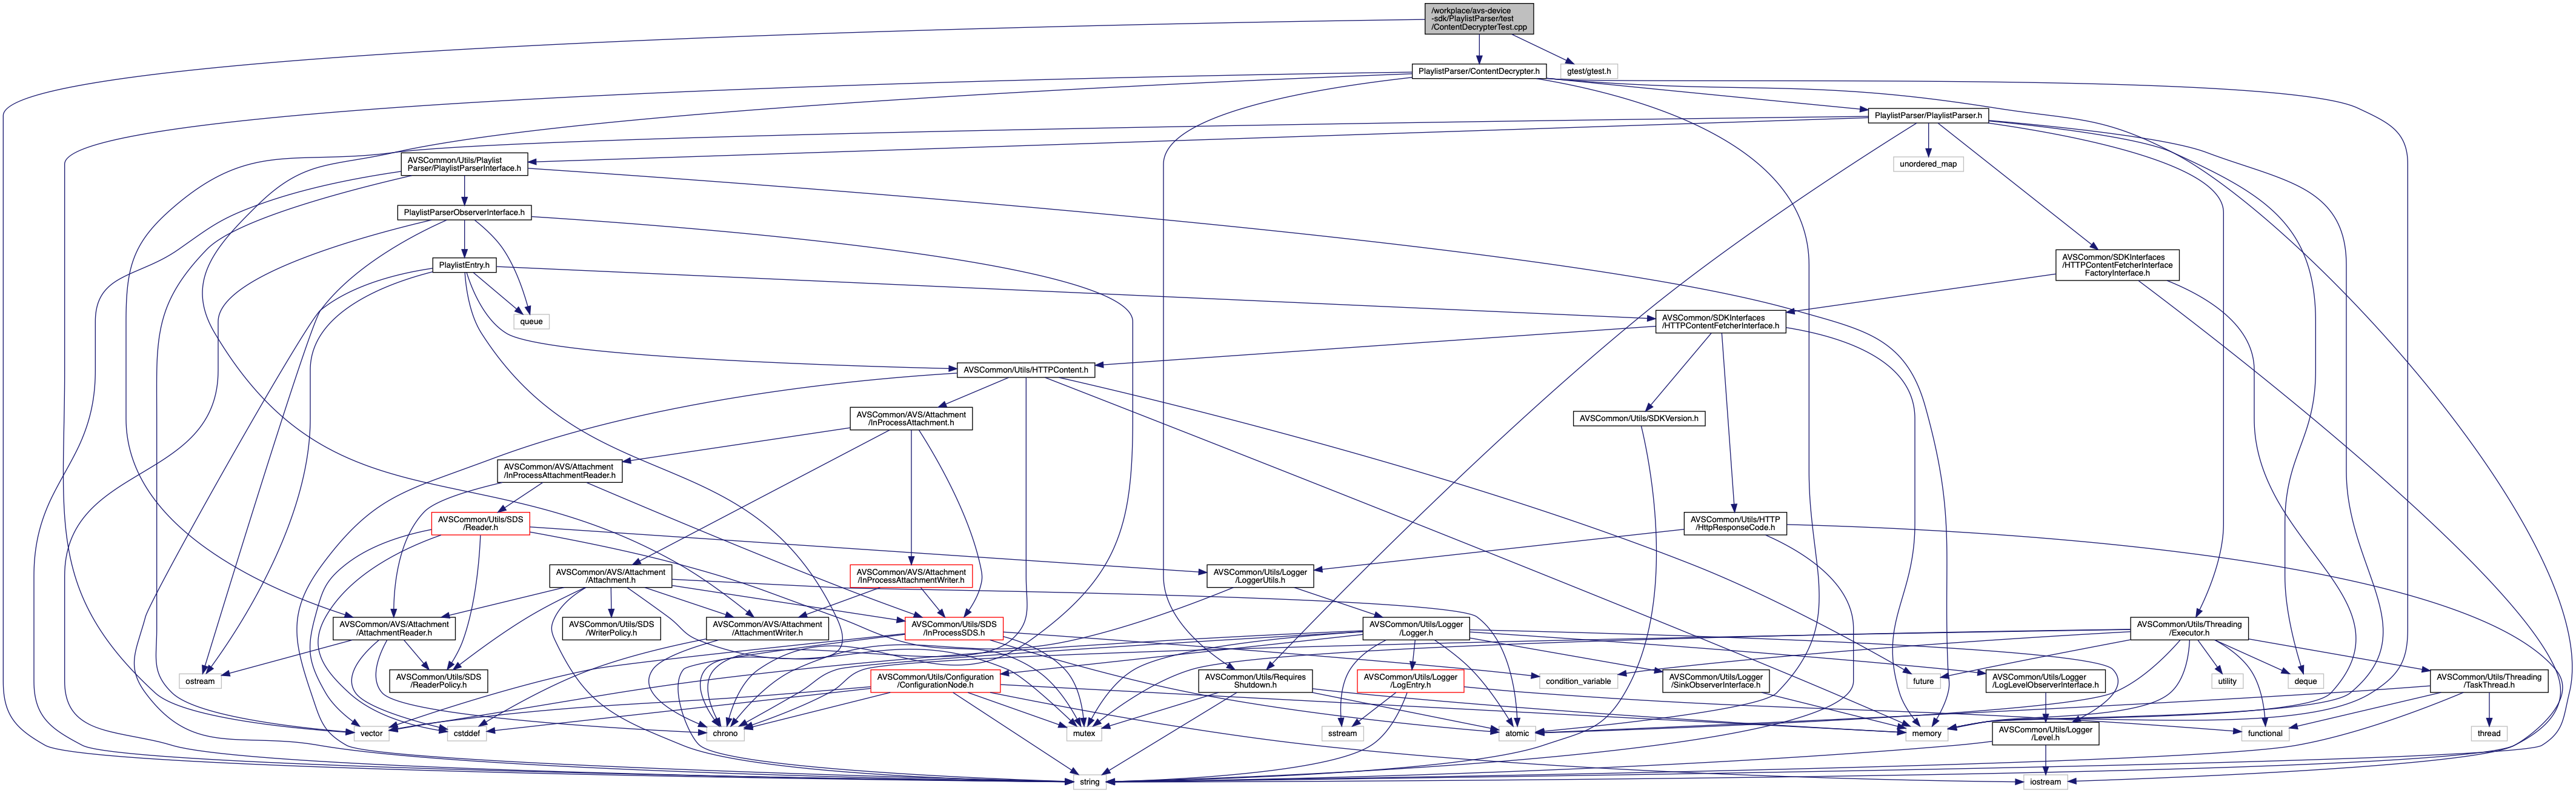 /workplace/avs-device
-sdk/PlaylistParser/test
/ContentDecrypterTest.cpp
PlaylistParser/ContentDecrypter.h
gtest/gtest.h
PlaylistParser/PlaylistParser.h
AVSCommon/Utils/Playlist
Parser/PlaylistParserInterface.h
unordered_map
PlaylistParserObserverInterface.h
PlaylistEntry.h
AVSCommon/SDKInterfaces
/HTTPContentFetcherInterface
FactoryInterface.h
queue
AVSCommon/SDKInterfaces
/HTTPContentFetcherInterface.h
AVSCommon/Utils/HTTPContent.h
AVSCommon/AVS/Attachment
/InProcessAttachment.h
AVSCommon/Utils/SDKVersion.h
AVSCommon/AVS/Attachment
/InProcessAttachmentReader.h
AVSCommon/Utils/SDS
/Reader.h
AVSCommon/Utils/HTTP
/HttpResponseCode.h
AVSCommon/AVS/Attachment
/Attachment.h
AVSCommon/AVS/Attachment
/InProcessAttachmentWriter.h
AVSCommon/Utils/Logger
/LoggerUtils.h
AVSCommon/AVS/Attachment
/AttachmentReader.h
AVSCommon/Utils/SDS
/WriterPolicy.h
AVSCommon/AVS/Attachment
/AttachmentWriter.h
AVSCommon/Utils/SDS
/InProcessSDS.h
AVSCommon/Utils/Logger
/Logger.h
AVSCommon/Utils/Threading
/Executor.h
ostream
AVSCommon/Utils/SDS
/ReaderPolicy.h
AVSCommon/Utils/Configuration
/ConfigurationNode.h
AVSCommon/Utils/Requires
Shutdown.h
AVSCommon/Utils/Logger
/LogEntry.h
condition_variable
AVSCommon/Utils/Logger
/SinkObserverInterface.h
future
AVSCommon/Utils/Logger
/LogLevelObserverInterface.h
utility
deque
AVSCommon/Utils/Threading
/TaskThread.h
vector
cstddef
chrono
mutex
sstream
atomic
memory
AVSCommon/Utils/Logger
/Level.h
functional
thread
string
iostream